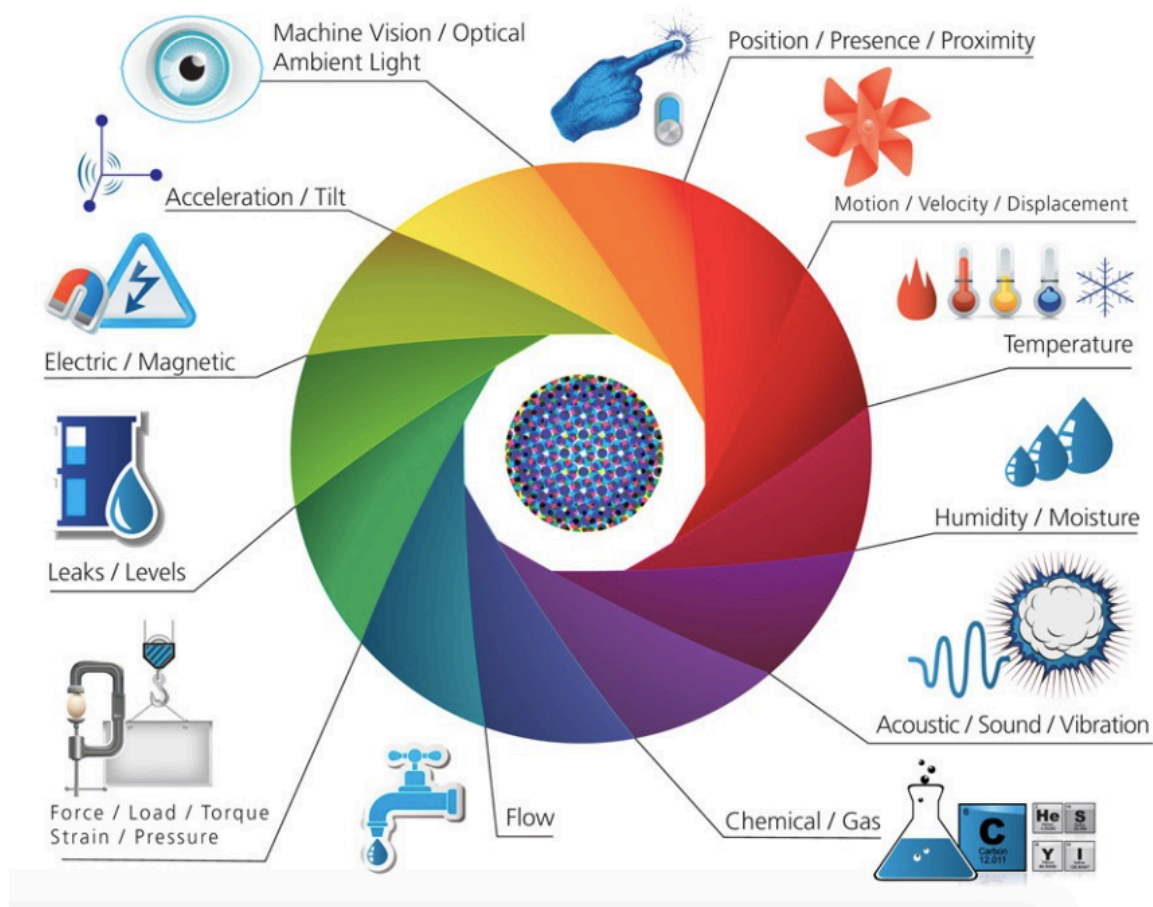 Machine Vision / Optical
Ambient Light
Position / Presence / Proximity
Acceleration / Tilt
Motion / Velocity / Displacement
Electric / Magnetic
Temperature
Humidity / Moisture
Leaks / Levels
Acoustic / Sound / Vibration
Force / Load / Torque
Strain / Pressure
Flow
Chemical / Gas
6
C
Carbon
12.011
He
S
Y
I